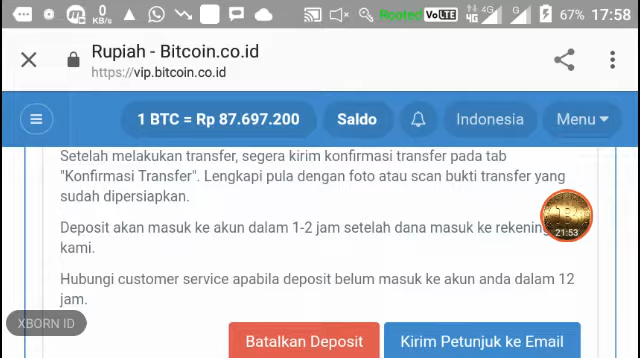 0 KB/s Rooted VoLTE 4G 4G G 67% 17:58
Rupiah - Bitcoin.co.id
https://vip.bitcoin.co.id
1 BTC = Rp 87.697.200 Saldo Indonesia Menu
Setelah melakukan transfer, segera kirim konfirmasi transfer pada tab
"Konfirmasi Transfer". Lengkapi pula dengan foto atau scan bukti transfer yang
sudah dipersiapkan.
Deposit akan masuk ke akun dalam 1-2 jam setelah dana masuk ke rekening
kami.
21:53
Hubungi customer service apabila deposit belum masuk ke akun anda dalam 12
jam.
XBORN ID
Batalkan Deposit Kirim Petunjuk ke Email